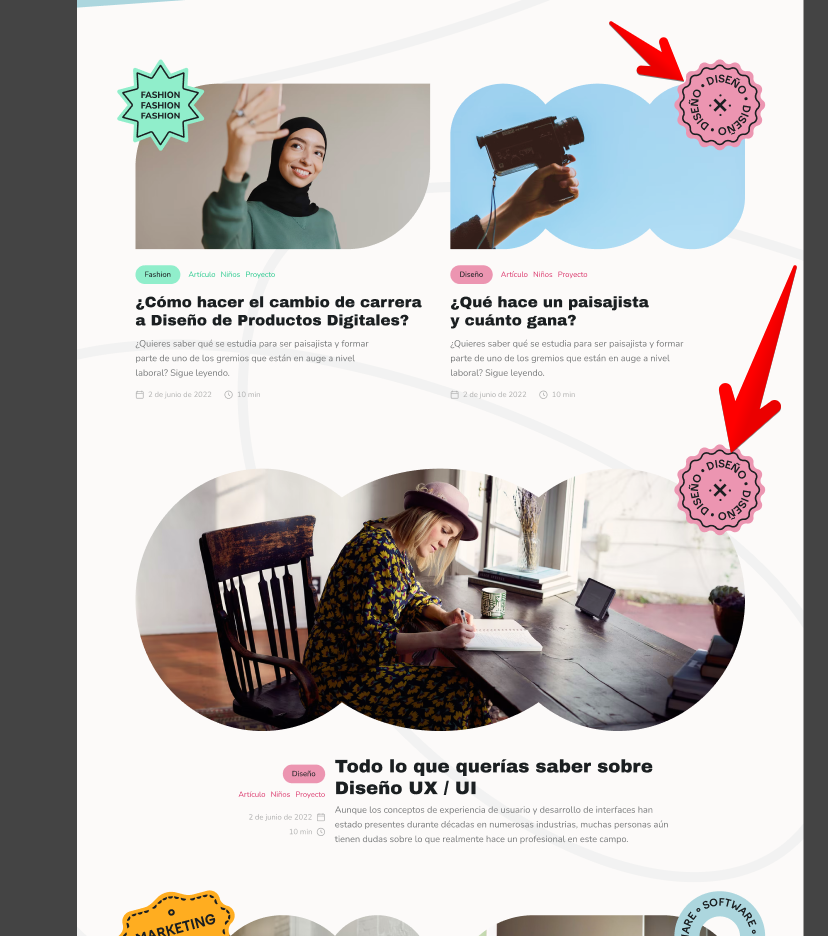 FASHION
FASHION
FASHION
DISEÑO • DISEÑO • DISEÑO • DISEÑO •
Fashion Artículo Niños Proyecto
¿Cómo hacer el cambio de carrera
a Diseño de Productos Digitales?
¿Quieres saber qué se estudia para ser paisajista y formar
parte de uno de los gremios que están en auge a nivel
laboral? Sigue leyendo.
2 de junio de 2022 10 min
Diseño Artículo Niños Proyecto
¿Qué hace un paisajista
y cuánto gana?
¿Quieres saber qué se estudia para ser paisajista y formar
parte de uno de los gremios que están en auge a nivel
laboral? Sigue leyendo.
2 de junio de 2022 10 min
DISEÑO • DISEÑO • DISEÑO • DISEÑO •
Diseño
Artículo Niños Proyecto
2 de junio de 2022
10 min
Todo lo que querías saber sobre
Diseño UX / UI
Aunque los conceptos de experiencia de usuario y desarrollo de interfaces han
estado presentes durante décadas en numerosas industrias, muchas personas aún
tienen dudas sobre lo que realmente hace un profesional en este campo.
MARKETING
SOFTWARE